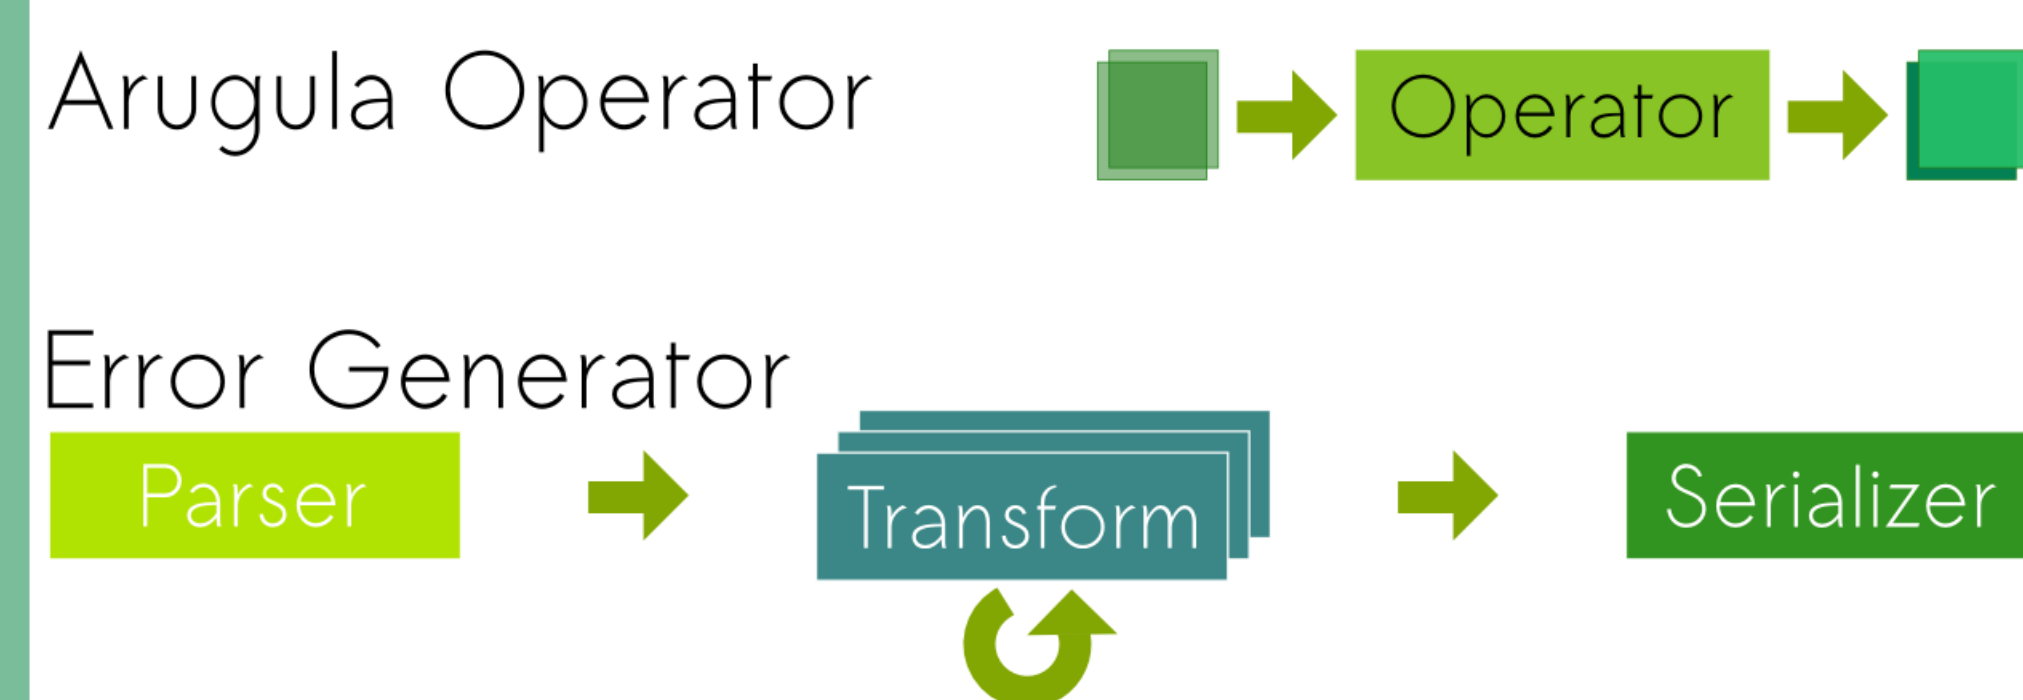 Arugula Operator
Operator
Error Generator
Parser
Transform
Serializer